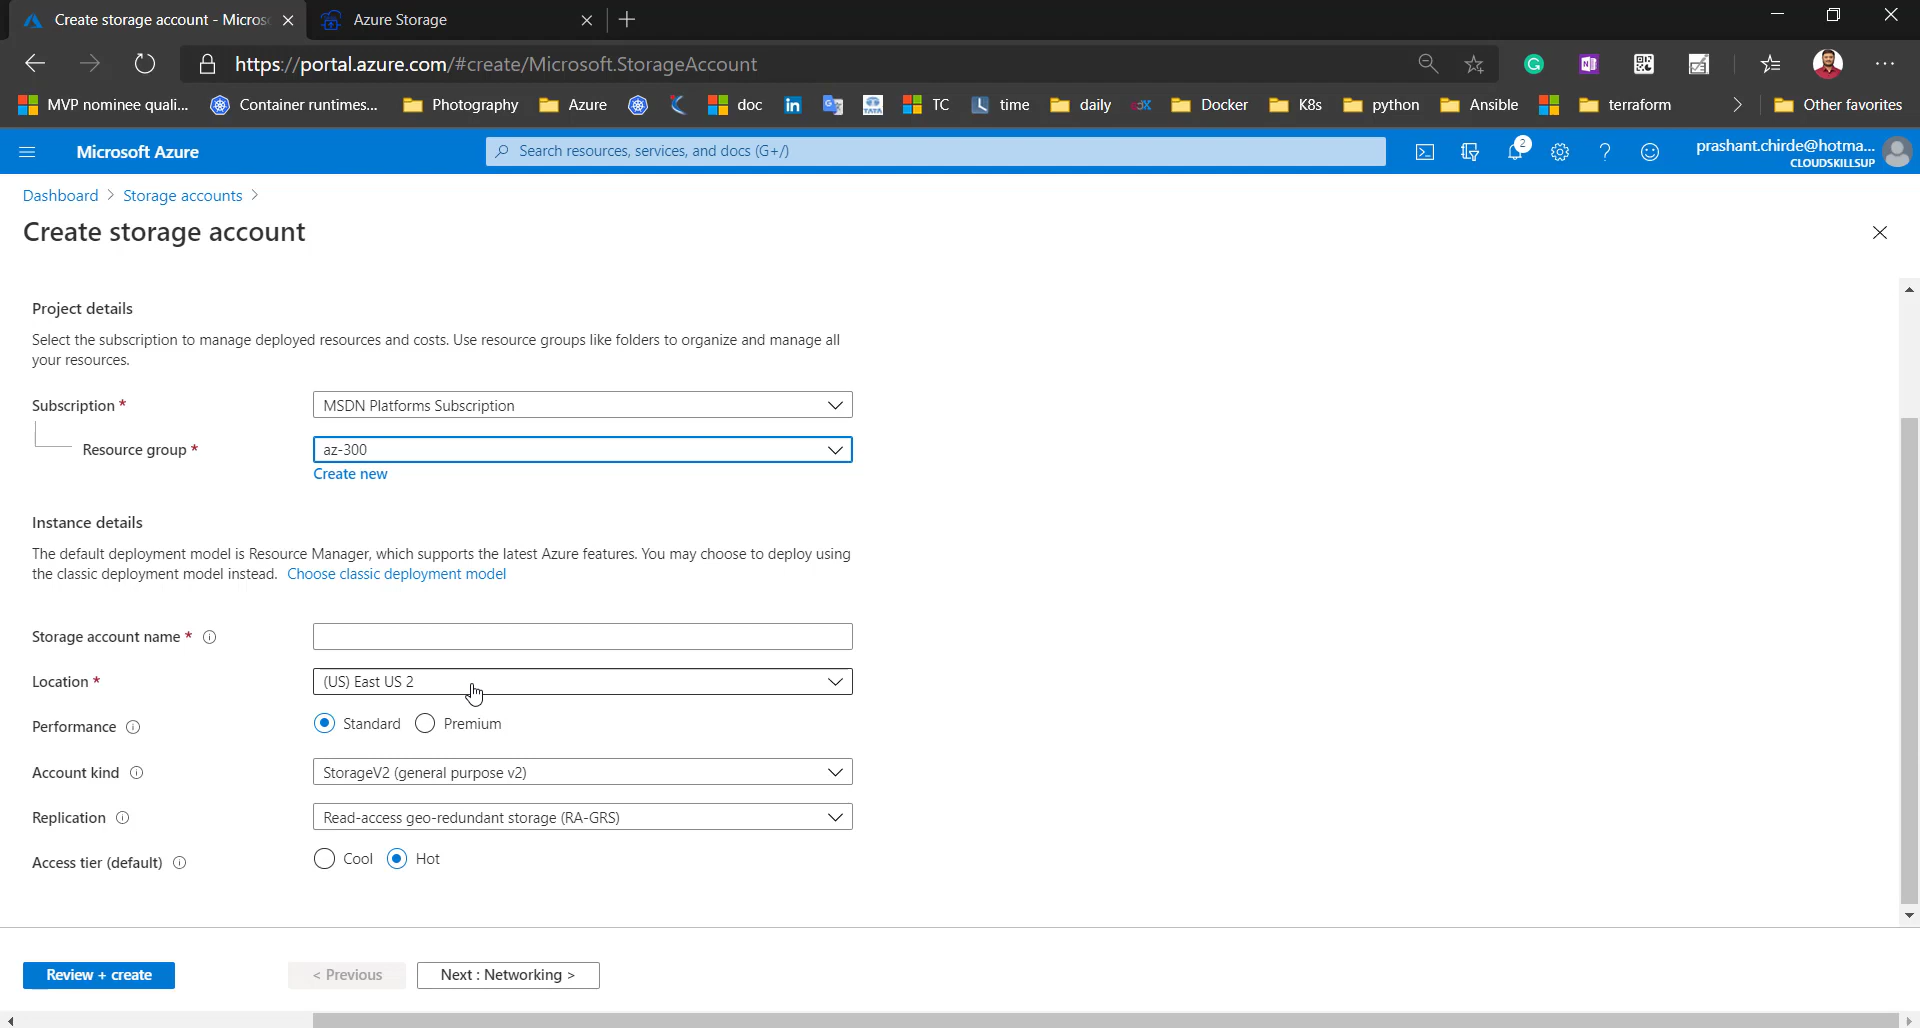 Create storage account - Micros
Azure Storage
https://portal.azure.com/#create/Microsoft.StorageAccount
MVP nominee quali...
Container runtimes...
Photography
Azure
doc
TC
time
daily
Docker
K8s
python
Ansible
terraform
Other favorites
Microsoft Azure
Search resources, services, and docs (G+/)
2
prashant.chirde@hotma...
CLOUDSKILLSUP
Dashboard > Storage accounts >
Create storage account
Project details
Select the subscription to manage deployed resources and costs. Use resource groups like folders to organize and manage all
your resources.
Subscription *
MSDN Platforms Subscription
Resource group *
az-300
Create new
Instance details
The default deployment model is Resource Manager, which supports the latest Azure features. You may choose to deploy using
the classic deployment model instead. Choose classic deployment model
Storage account name *
Location *
(US) East US 2
Performance
Standard
Premium
Account kind
StorageV2 (general purpose v2)
Replication
Read-access geo-redundant storage (RA-GRS)
Access tier (default)
Cool
Hot
Review + create
< Previous
Next : Networking >